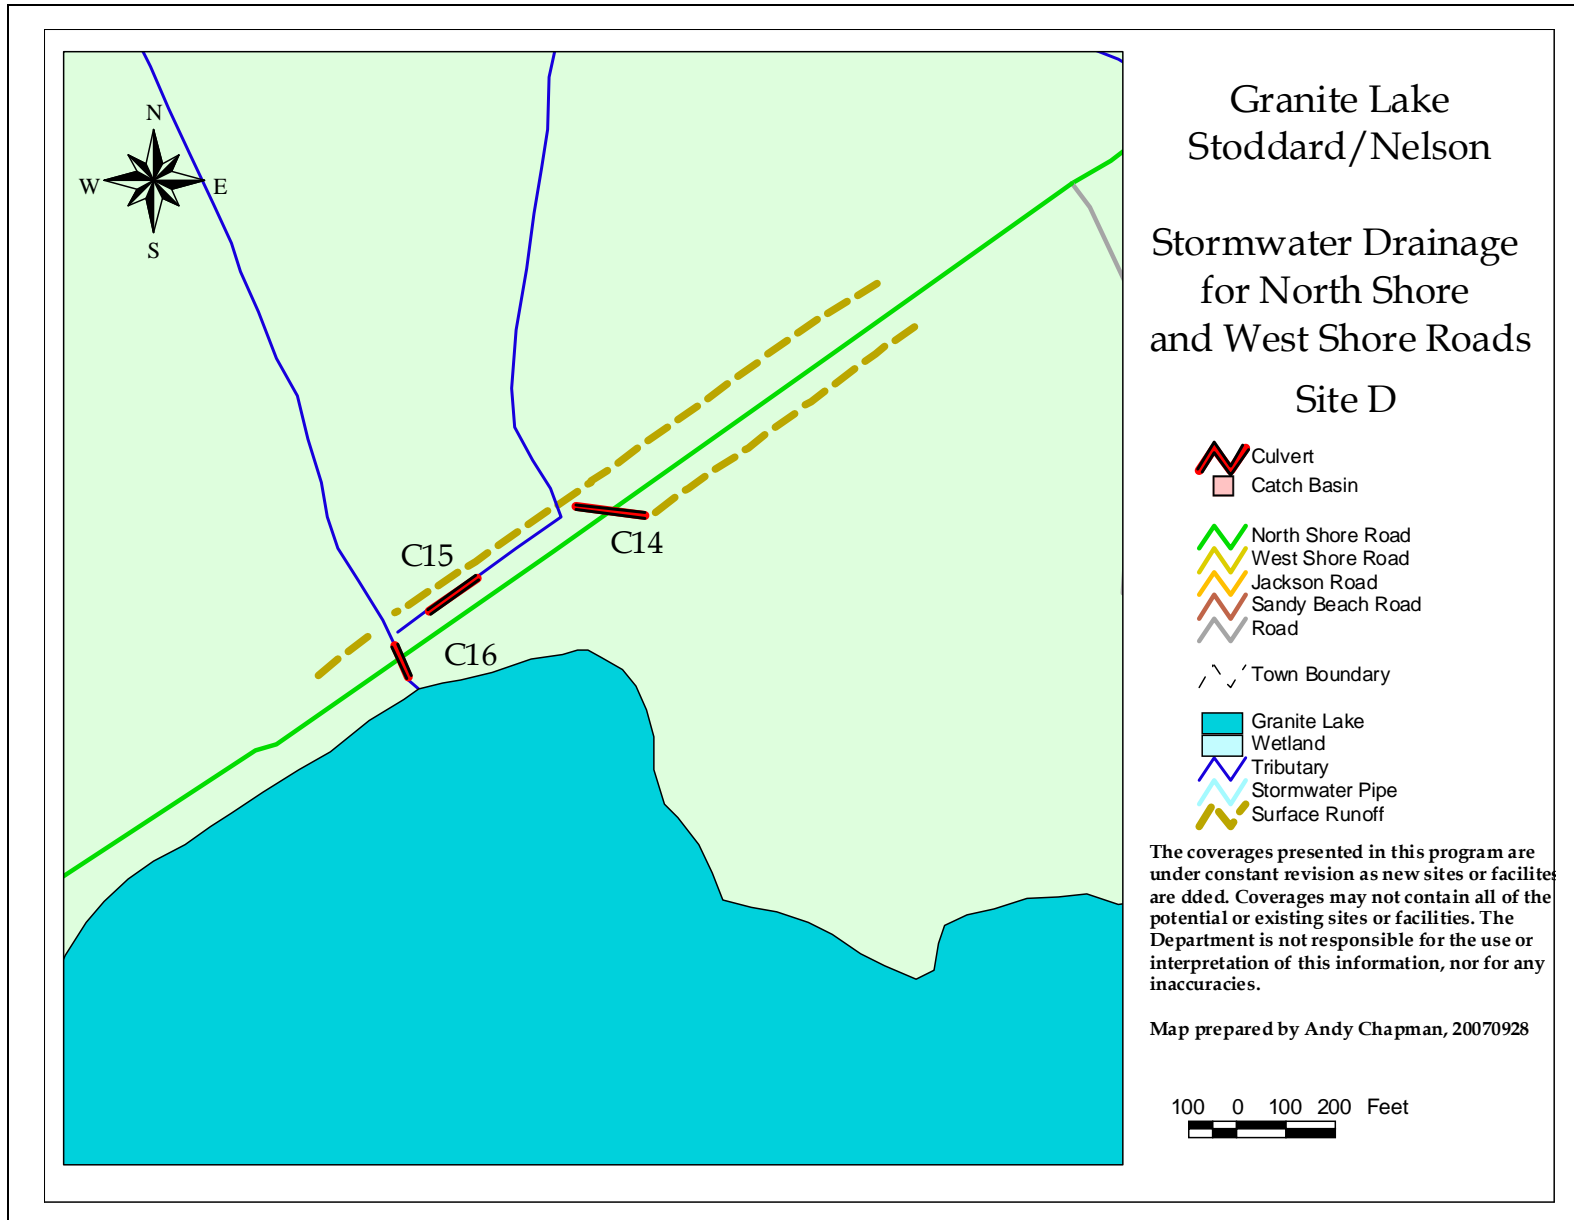 N
W
E
S
C15
C14
C16
Granite Lake
Stoddard/Nelson
Stormwater Drainage
for North Shore
and West Shore Roads
Site D
Culvert
Catch Basin
North Shore Road
West Shore Road
Jackson Road
Sandy Beach Road
Road
Town Boundary
Granite Lake
Wetland
Tributary
Stormwater Pipe
Surface Runoff
The coverages presented in this program are
under constant revision as new sites or facilites
are dded. Coverages may not contain all of the
potential or existing sites or facilities. The
Department is not responsible for the use or
interpretation of this information, nor for any
inaccuracies.
Map prepared by Andy Chapman, 20070928
100 0 100 200 Feet